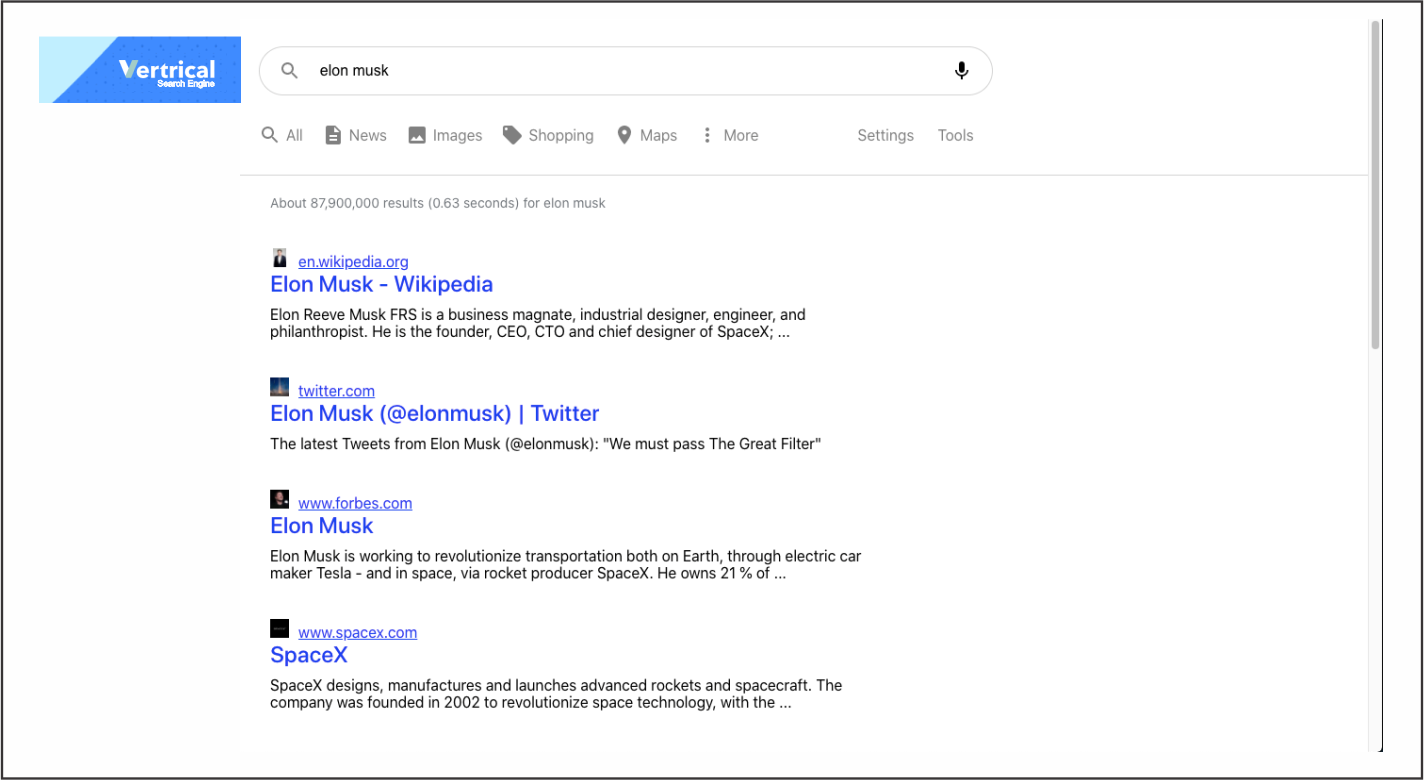 Vertrical
Search Engine
elon musk
All News Images Shopping Maps More Settings Tools
About 87,900,000 results (0.63 seconds) for elon musk
en.wikipedia.org
Elon Musk - Wikipedia
Elon Reeve Musk FRS is a business magnate, industrial designer, engineer, and
philanthropist. He is the founder, CEO, CTO and chief designer of SpaceX; ...
twitter.com
Elon Musk (@elonmusk) | Twitter
The latest Tweets from Elon Musk (@elonmusk): "We must pass The Great Filter"
www.forbes.com
Elon Musk
Elon Musk is working to revolutionize transportation both on Earth, through electric car
maker Tesla - and in space, via rocket producer SpaceX. He owns 21 % of ...
www.spacex.com
SpaceX
SpaceX designs, manufactures and launches advanced rockets and spacecraft. The
company was founded in 2002 to revolutionize space technology, with the ...